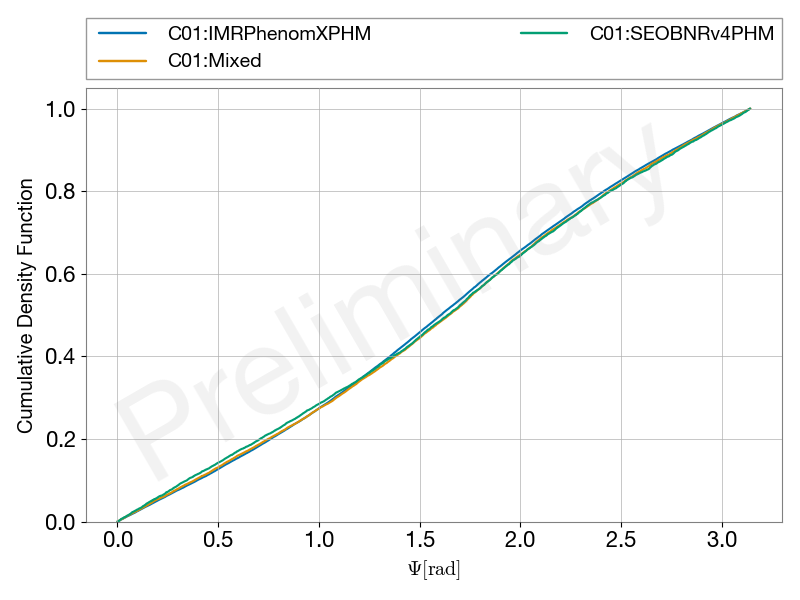 C01:IMRPhenomXPHM
C01:Mixed
C01:SEOBNRv4PHM
Preliminary
Cumulative Density Function
1.0
0.8
0.6
0.4
0.2
0.0
0.0 0.5 1.0 1.5 2.0 2.5 3.0
Ψ[rad]